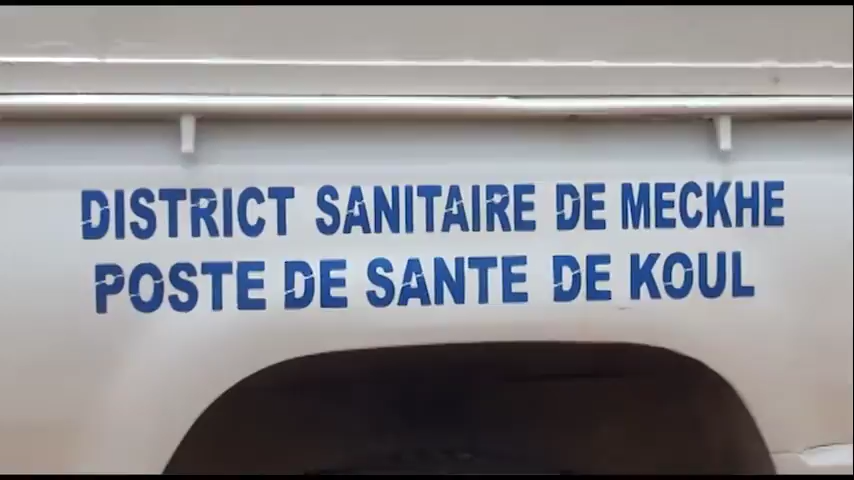 DISTRICT SANITAIRE DE MECKHE
POSTE DE SANTE DE KOUL